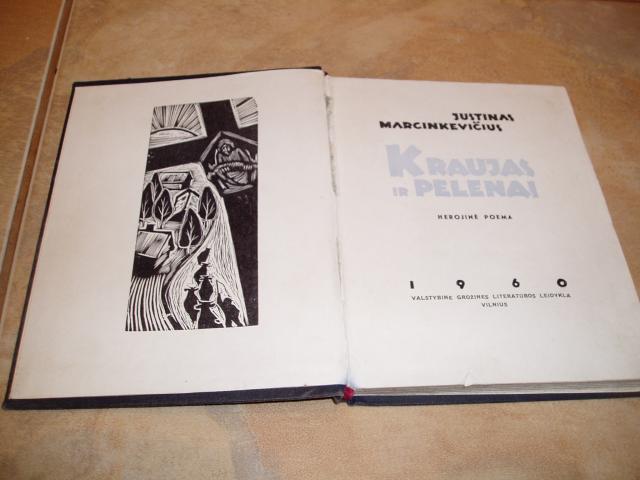 JUSTINAS
MARCINKEVIČIUS
KRAUJAS
IR PELENAI
HEROJINĖ POEMA
1960
VALSTYBINĖ GROŽINĖS LITERATŪROS LEIDYKLA
VILNIUS